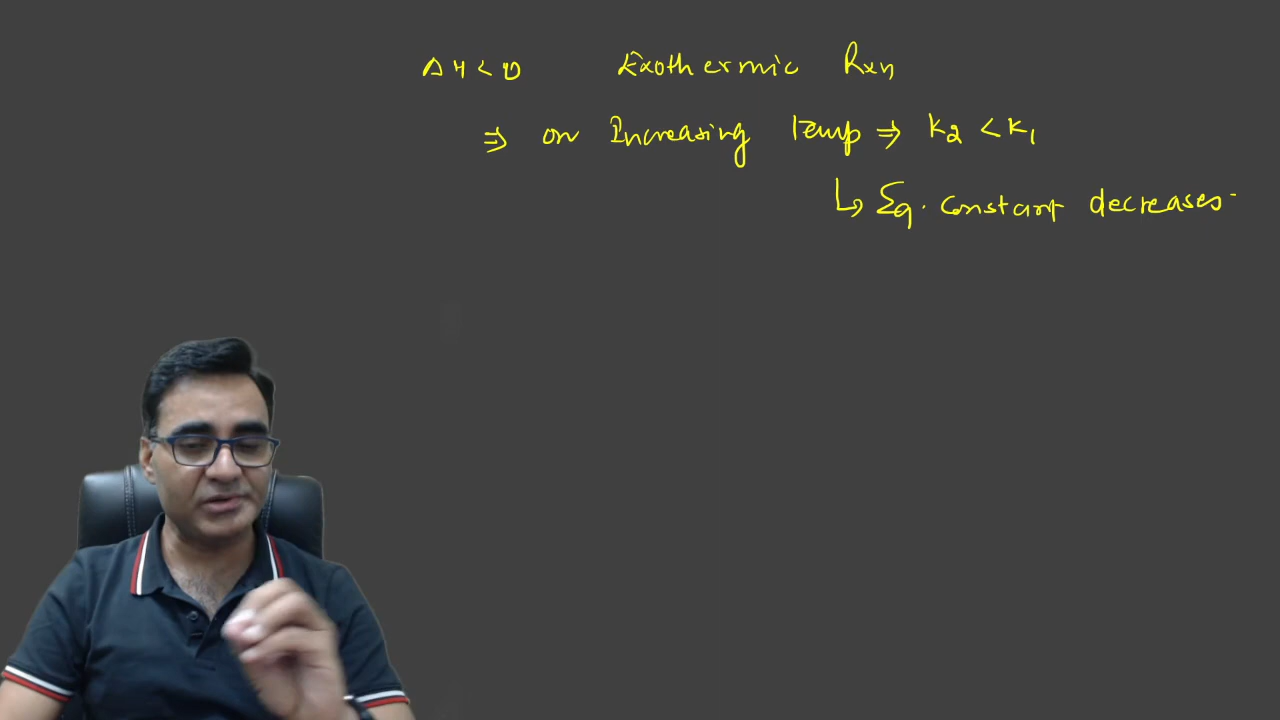 ΔH < 0 Exothermic Rxn
⇒ on Increasing Temp ⇒ K2 < K1
↳ Eq. constant decreases